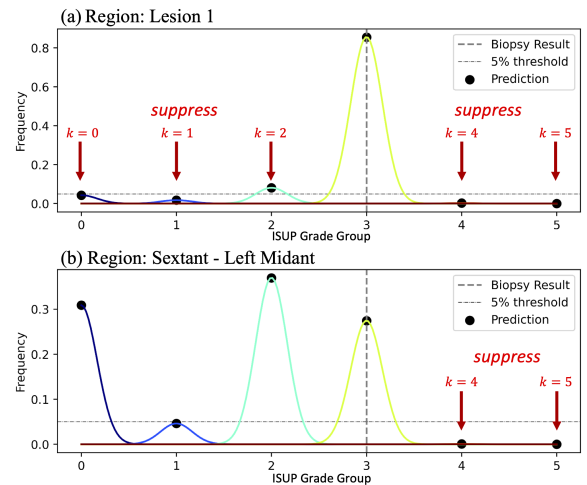 (a) Region: Lesion 1
Frequency
0.8
0.6
0.4
0.2
0.0
Biopsy Result
5% threshold
Prediction
suppress
suppress
k = 0
k = 1
k = 2
k = 4
k = 5
0 1 2 3 4 5
ISUP Grade Group
(b) Region: Sextant - Left Midant
Frequency
0.3
0.2
0.1
0.0
Biopsy Result
5% threshold
Prediction
suppress
k = 4
k = 5
0 1 2 3 4 5
ISUP Grade Group